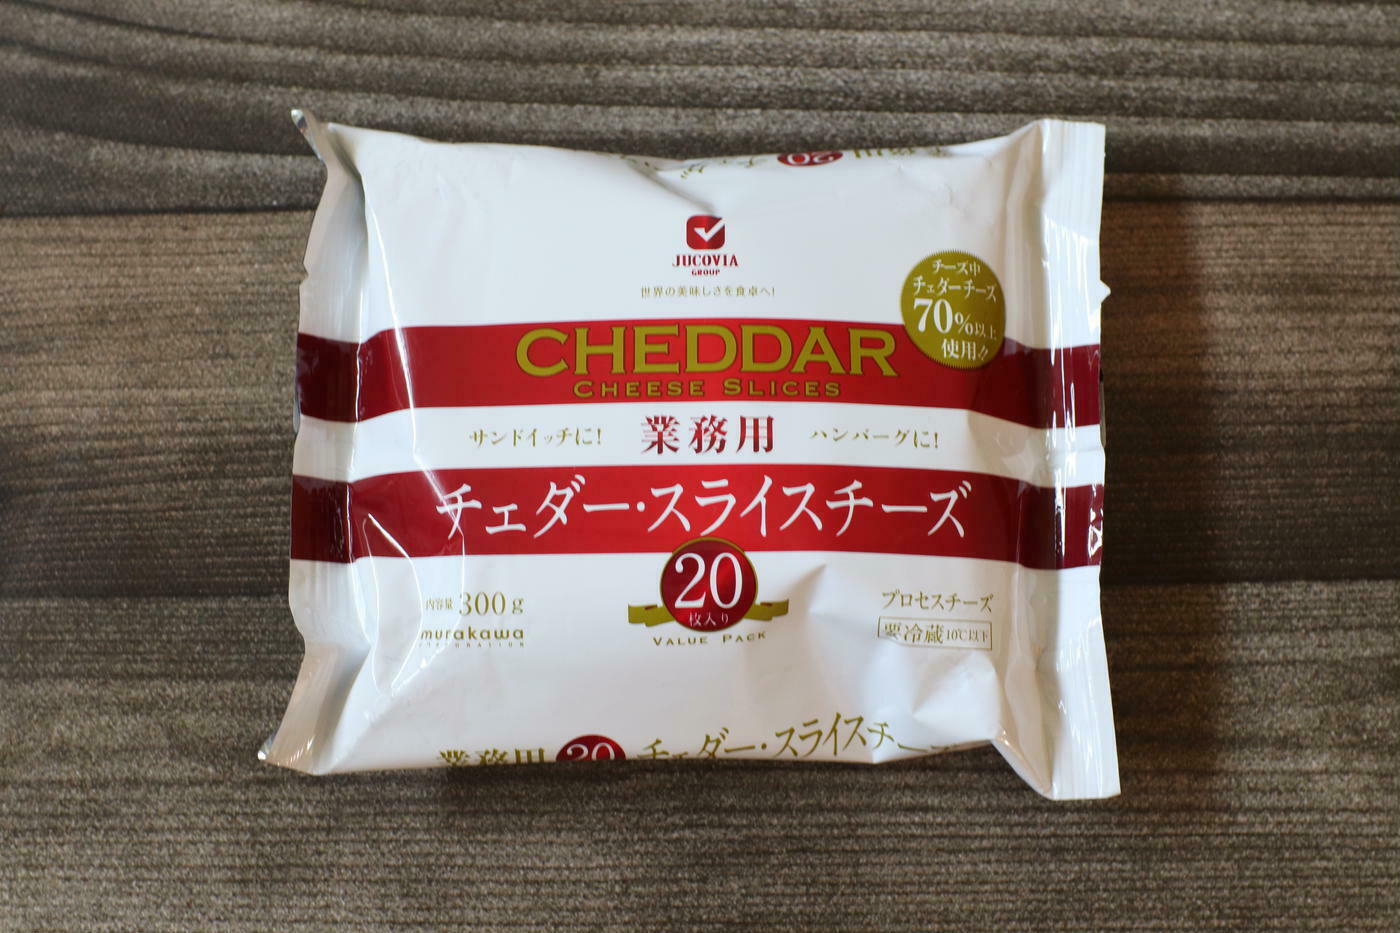 20
JUCOVIA
GROUP
世界の美味しさを食卓へ!
チーズ中
チェダーチーズ
70%以上
使用!!
CHEDDAR
CHEESE SLICES
サンドイッチに! 業務用 ハンバーグに!
チェダー・スライスチーズ
20
枚入り
VALUE PACK
内容量 300g
murakawa
CORPORATION
プロセスチーズ
要冷蔵10℃以下
業務用 20 チェダー・スライスチーズ